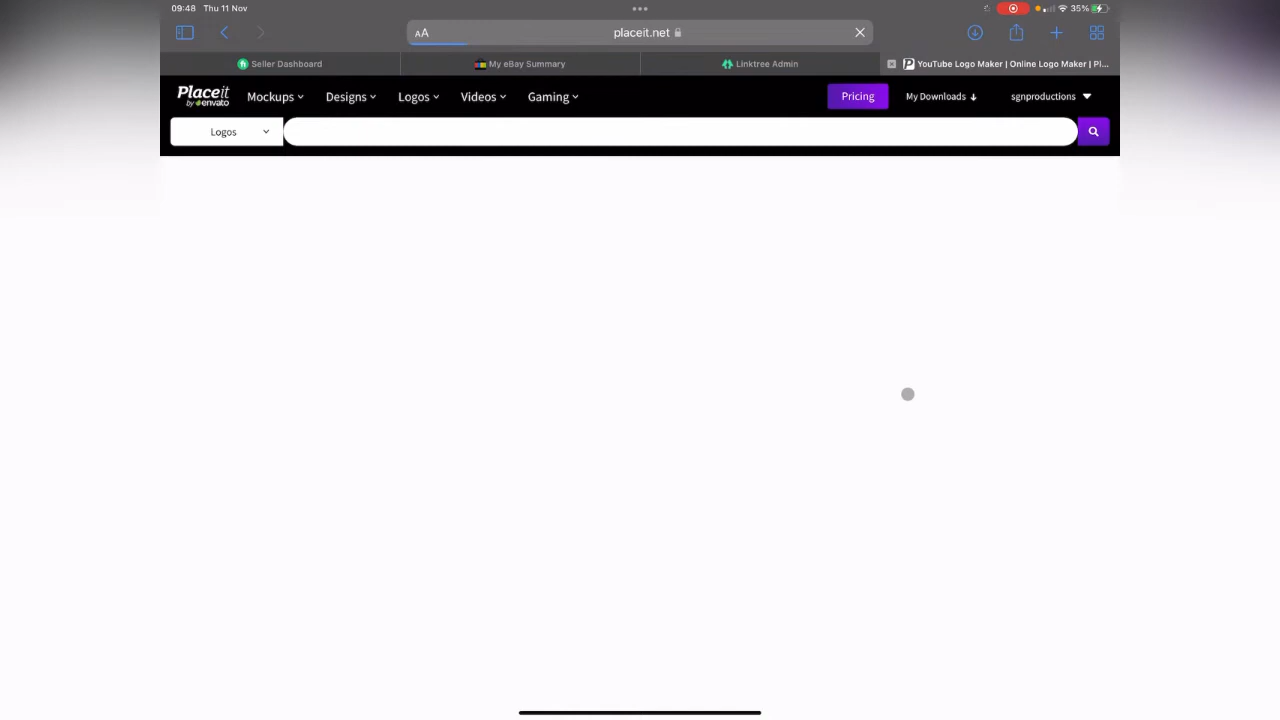 09:48 Thu 11 Nov
35%
AA
placeit.net
Seller Dashboard
My eBay Summary
Linktree Admin
YouTube Logo Maker | Online Logo Maker | Pl...
Placeit
by envato
Mockups
Designs
Logos
Videos
Gaming
Pricing
My Downloads
sgnproductions
Logos